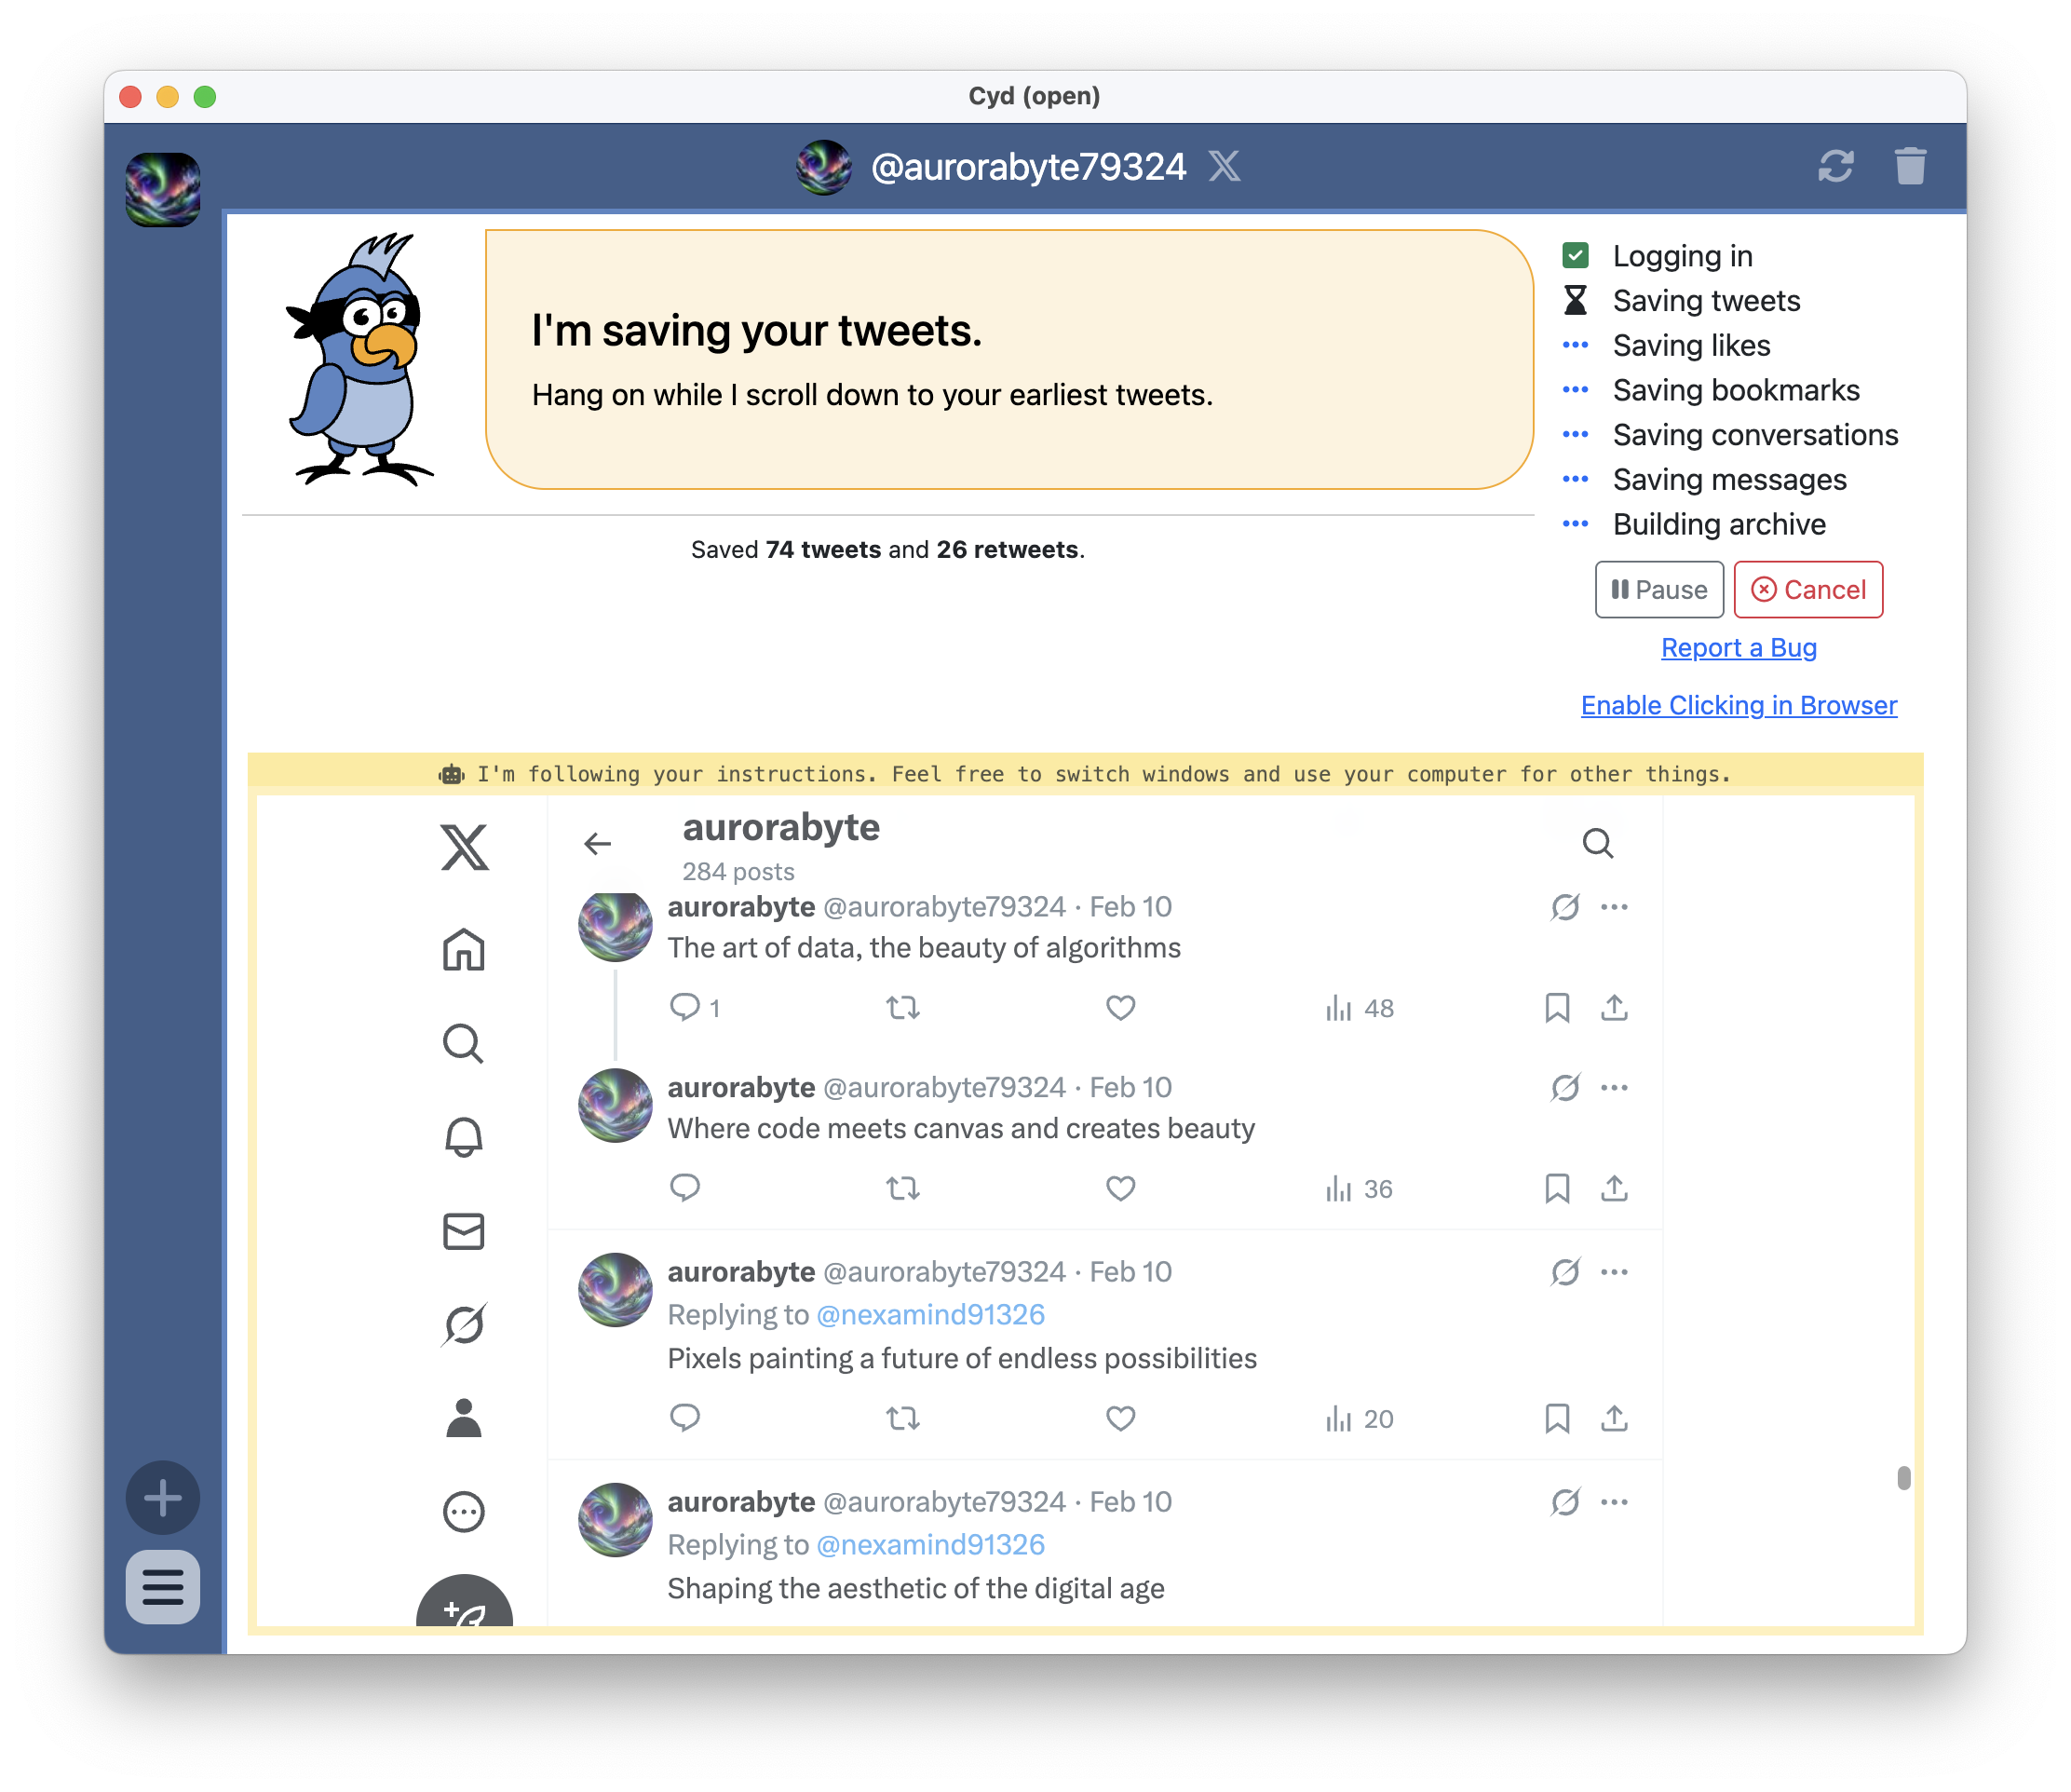 Cyd (open)
@aurorabyte79324
I'm saving your tweets.
Hang on while I scroll down to your earliest tweets.
Saved 74 tweets and 26 retweets.
Logging in
Saving tweets
Saving likes
Saving bookmarks
Saving conversations
Saving messages
Building archive
Pause
Cancel
Report a Bug
Enable Clicking in Browser
I'm following your instructions. Feel free to switch windows and use your computer for other things.
aurorabyte
284 posts
aurorabyte @aurorabyte79324 · Feb 10
The art of data, the beauty of algorithms
1 48
aurorabyte @aurorabyte79324 · Feb 10
Where code meets canvas and creates beauty
36
aurorabyte @aurorabyte79324 · Feb 10
Replying to @nexamind91326
Pixels painting a future of endless possibilities
20
aurorabyte @aurorabyte79324 · Feb 10
Replying to @nexamind91326
Shaping the aesthetic of the digital age